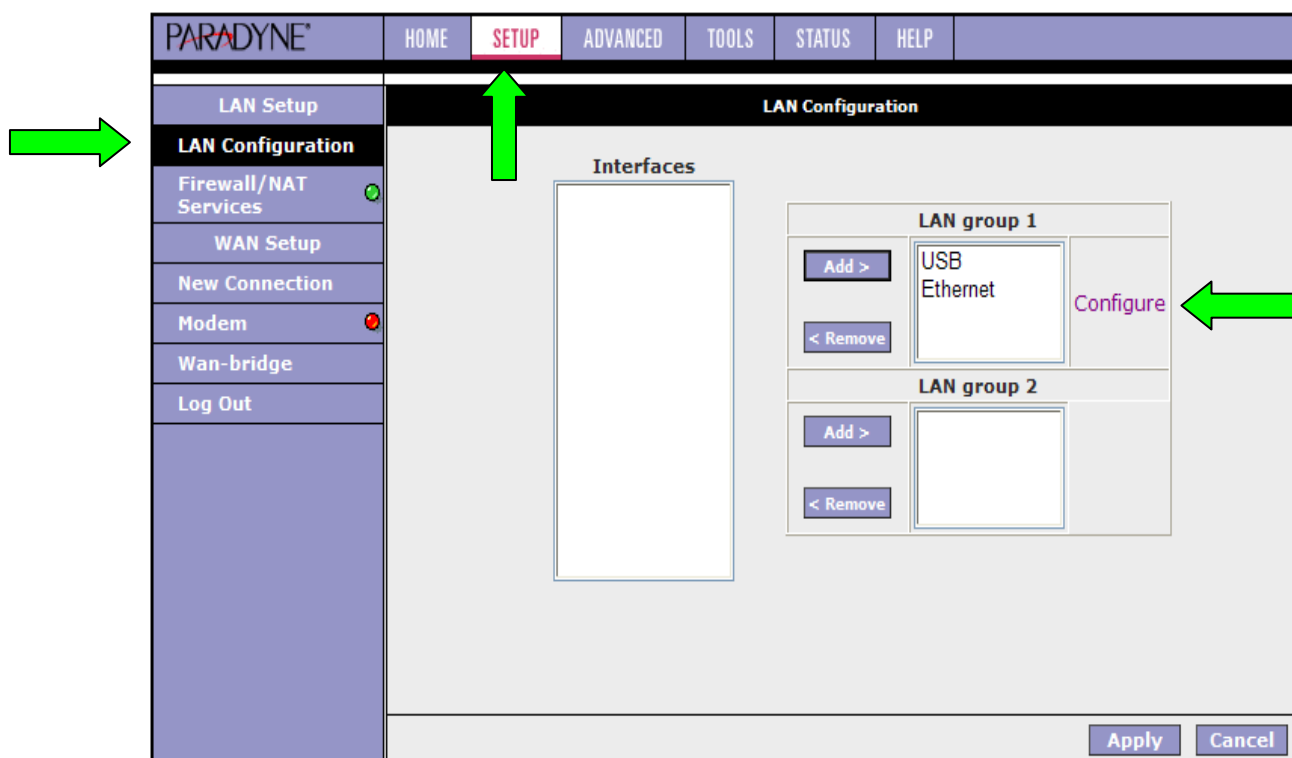 PARADYNE®
HOME
SETUP
ADVANCED
TOOLS
STATUS
HELP
LAN Setup
LAN Configuration
Firewall/NAT
Services
WAN Setup
New Connection
Modem
Wan-bridge
Log Out
LAN Configuration
Interfaces
LAN group 1
Add >
< Remove
USB
Ethernet
Configure
LAN group 2
Add >
< Remove
Apply
Cancel